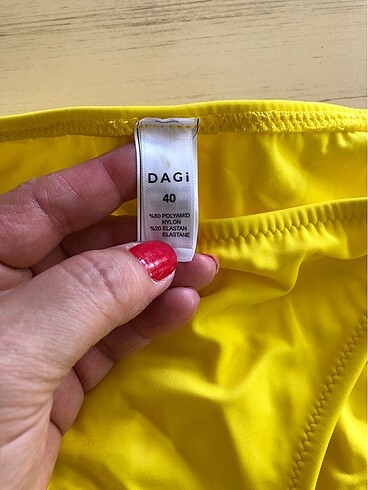 DAGi
40
%80 POLYAMID
NYLON
%20 ELASTAN
ELASTANE